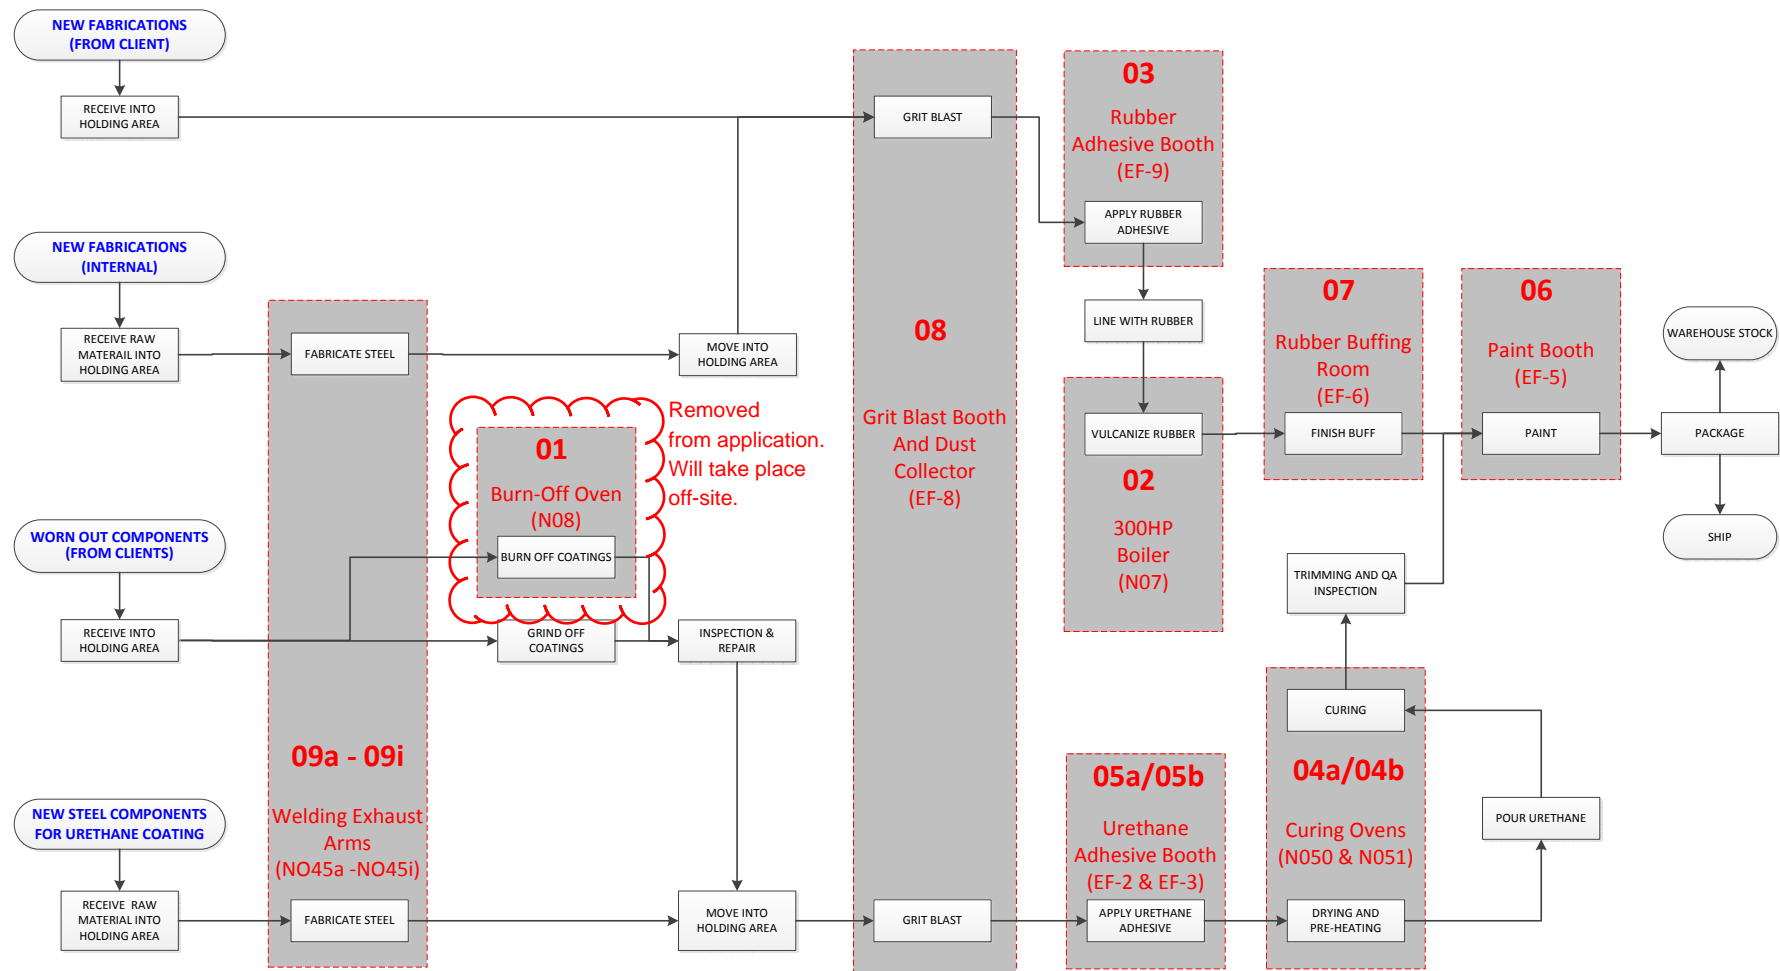 NEW FABRICATIONS
(FROM CLIENT)
RECEIVE INTO
HOLDING AREA
NEW FABRICATIONS
(INTERNAL)
RECEIVE RAW
MATERAIL INTO
HOLDING AREA
WORN OUT COMPONENTS
(FROM CLIENTS)
RECEIVE INTO
HOLDING AREA
NEW STEEL COMPONENTS
FOR URETHANE COATING
RECEIVE RAW
MATERIAL INTO
HOLDING AREA
FABRICATE STEEL
09a - 09i
Welding Exhaust
Arms
(NO45a -NO45i)
FABRICATE STEEL
01
Burn-Off Oven
(N08)
BURN OFF COATINGS
Removed
from application.
Will take place
off-site.
GRIND OFF
COATINGS
MOVE INTO
HOLDING AREA
INSPECTION &
REPAIR
MOVE INTO
HOLDING AREA
GRIT BLAST
08
Grit Blast Booth
And Dust
Collector
(EF-8)
GRIT BLAST
03
Rubber
Adhesive Booth
(EF-9)
APPLY RUBBER
ADHESIVE
LINE WITH RUBBER
VULCANIZE RUBBER
02
300HP
Boiler
(N07)
05a/05b
Urethane
Adhesive Booth
(EF-2 & EF-3)
APPLY URETHANE
ADHESIVE
07
Rubber Buffing
Room
(EF-6)
FINISH BUFF
TRIMMING AND QA
INSPECTION
CURING
04a/04b
Curing Ovens
(N050 & N051)
DRYING AND
PRE-HEATING
POUR URETHANE
06
Paint Booth
(EF-5)
PAINT
WAREHOUSE STOCK
PACKAGE
SHIP